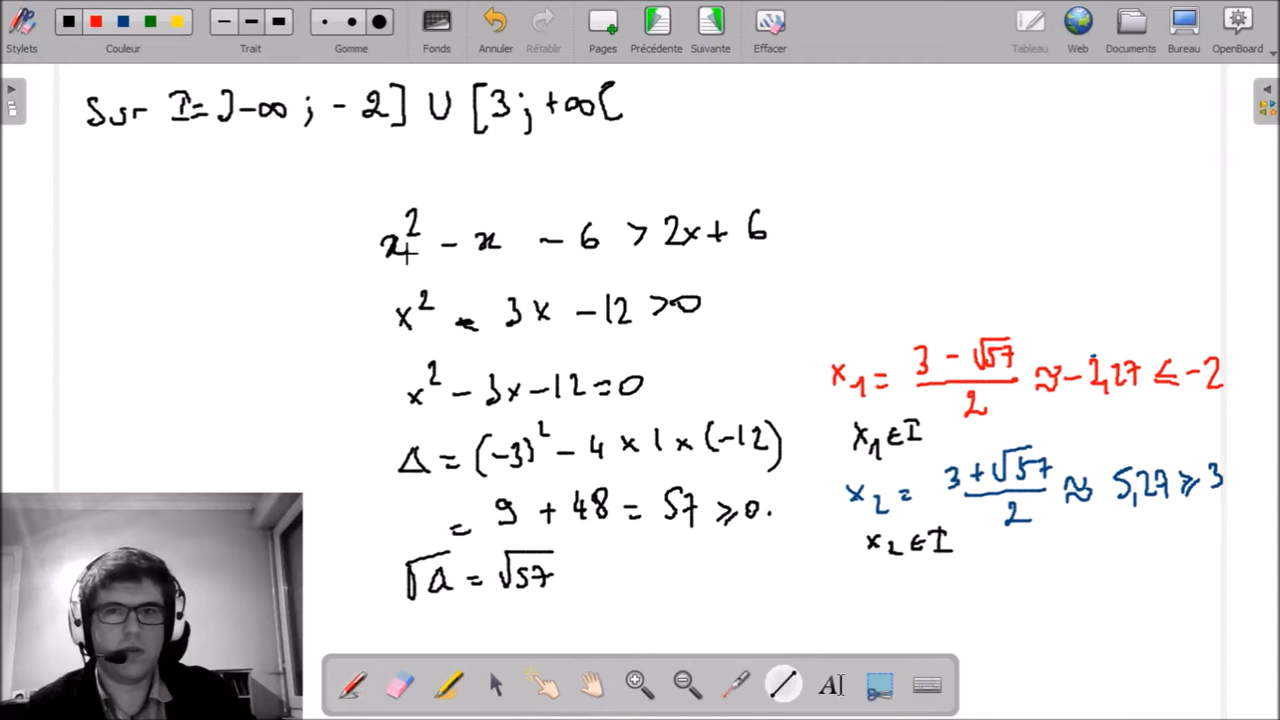 Stylets Couleur Trait Gomme Fonds Annuler Rétablir Pages Précédente Suivante Effacer Tableau Web Documents Bureau OpenBoard
Sur I = ]-∞ ; -2] ∪ [3 ; +∞[
x² - x - 6 > 2x + 6
x² - 3x - 12 > 0
x² - 3x - 12 = 0
Δ = (-3)² - 4 × 1 × (-12)
= 9 + 48 = 57 ⩾ 0.
√Δ = √57
x₁ = (3 - √57)/2 ≈ -2,27 ⩽ -2
x₁ ∈ I
x₂ = (3 + √57)/2 ≈ 5,27 ⩾ 3
x₂ ∈ I